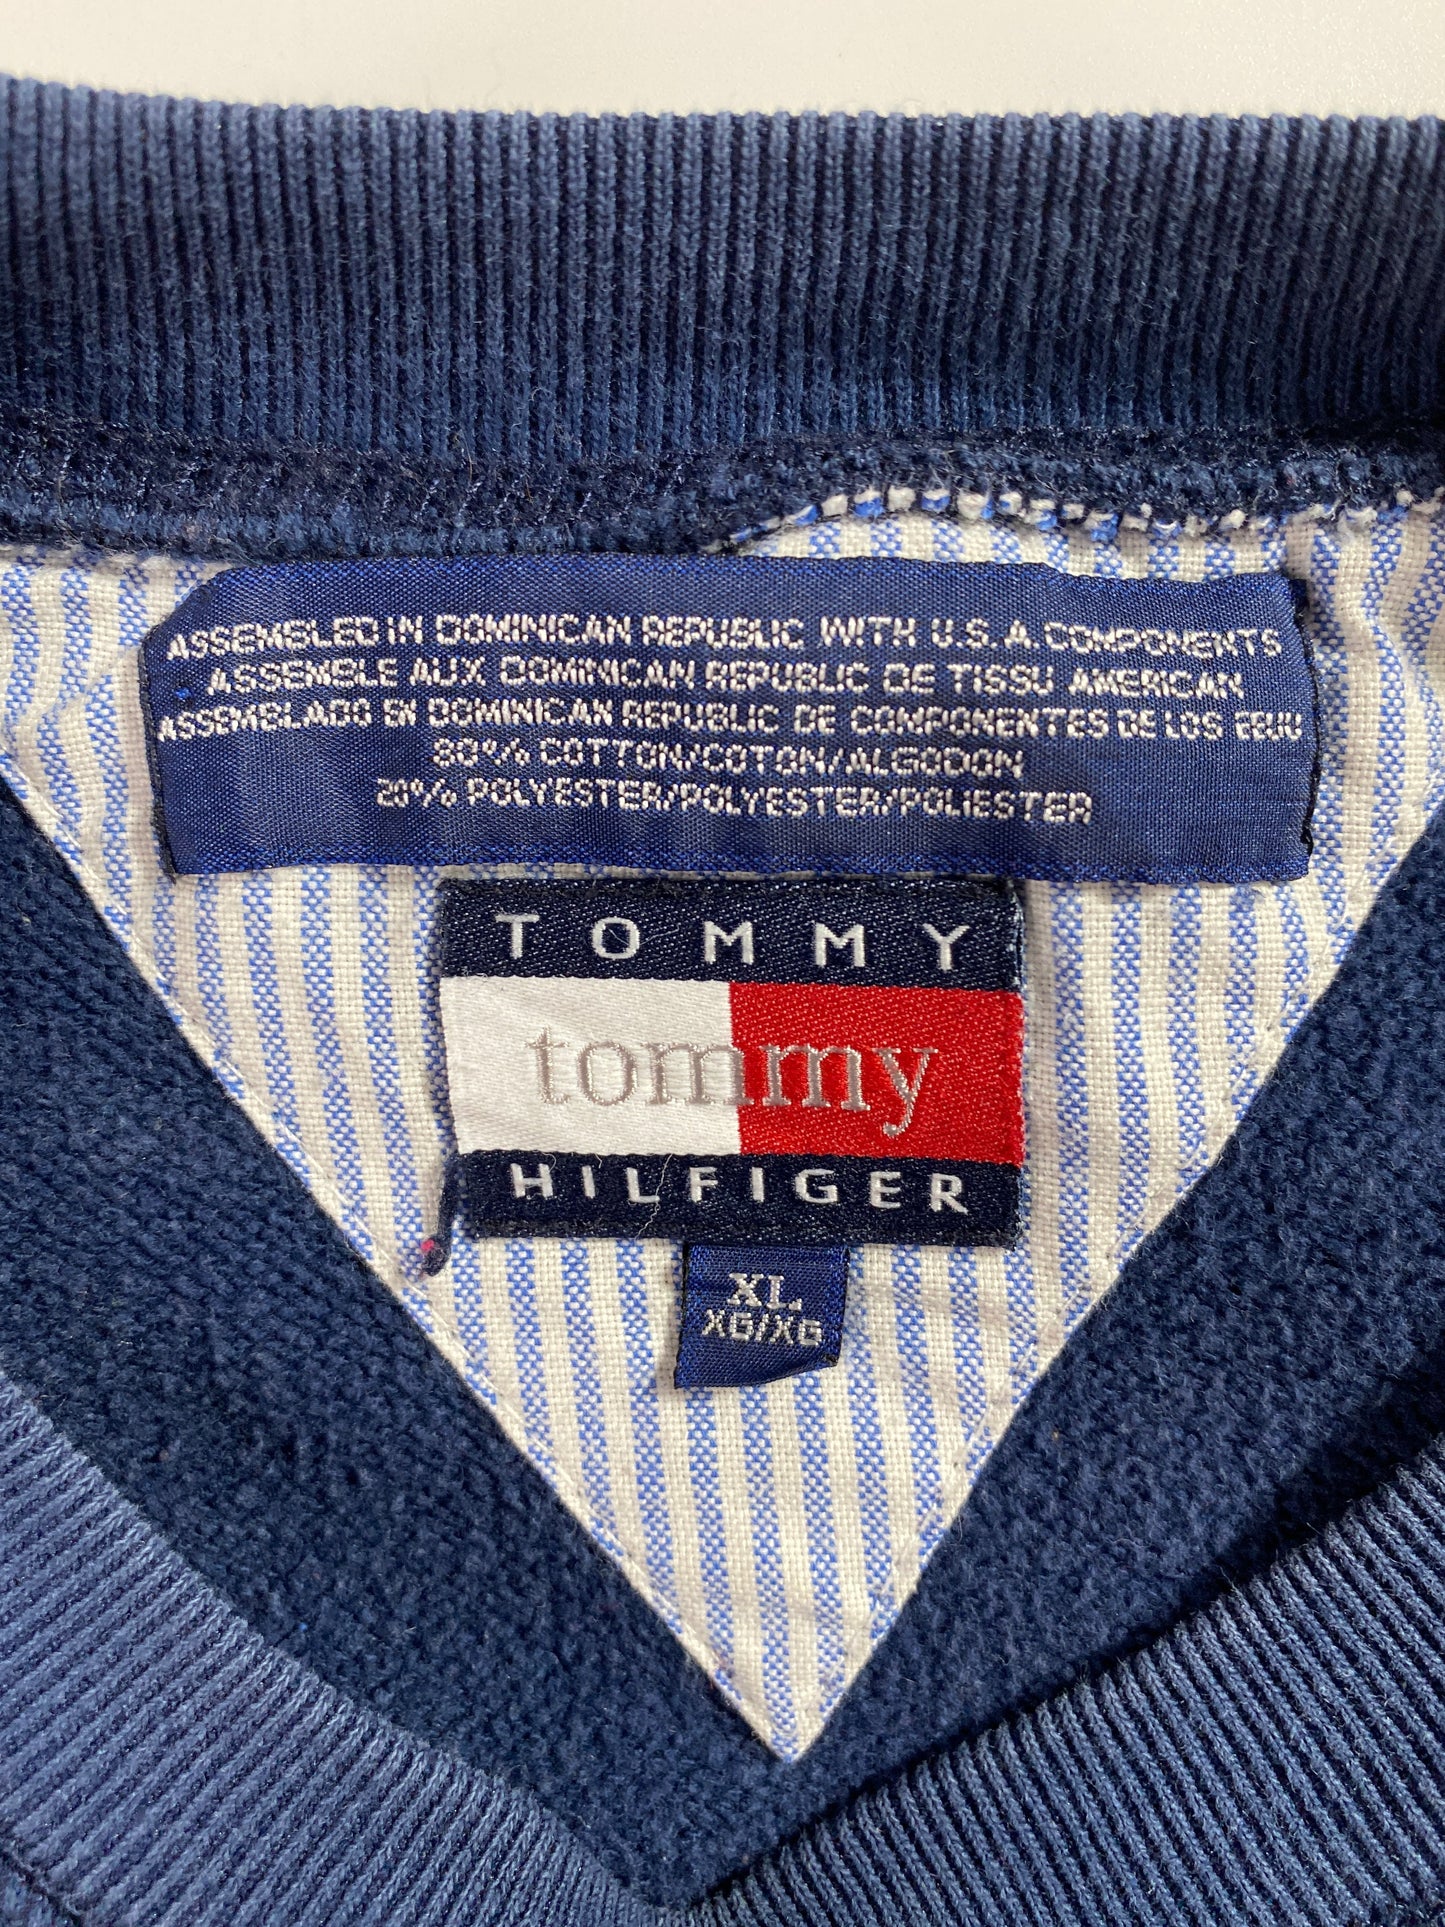 ASSEMBLED IN DOMINICAN REPUBLIC WITH U.S.A. COMPONENTS
ASSEMBLE AUX DOMINICAN REPUBLIC DE TISSU AMERICAN
ASSEMBLADO EN DOMINICAN REPUBLIC DE COMPONENTES DE LOS EEUU
80% COTTON/COTON/ALGODON
20% POLYESTER/POLYESTER/POLIESTER
TOMMY
tommy
HILFIGER
XL
XG/XG